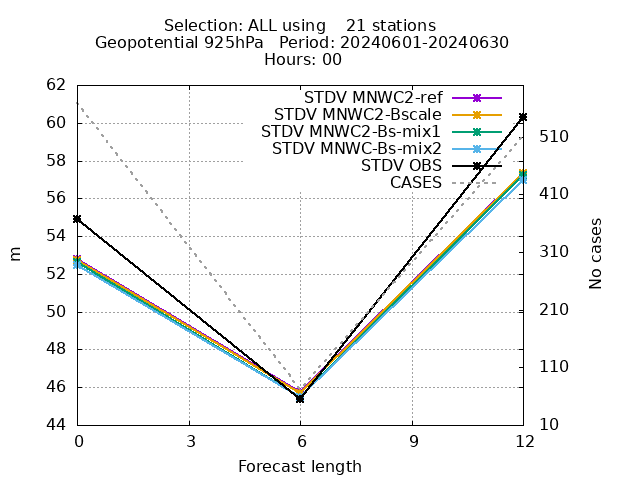 Selection: ALL using    21 stations
Geopotential 925hPa   Period: 20240601-20240630
Hours: 00
STDV MNWC2-ref
STDV MNWC2-Bscale
STDV MNWC2-Bs-mix1
STDV MNWC-Bs-mix2
STDV OBS
CASES
62
60
58
56
54
52
50
48
46
44
m
510
410
310
210
110
10
No cases
0 3 6 9 12
Forecast length